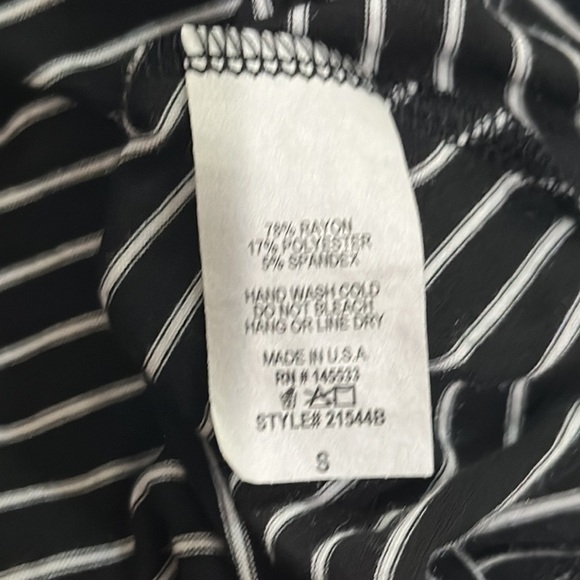 78% RAYON
17% POLYESTER
5% SPANDEX
HAND WASH COLD
DO NOT BLEACH
HANG OR LINE DRY
MADE IN U.S.A
RN # 145533
STYLE# 21544B
S